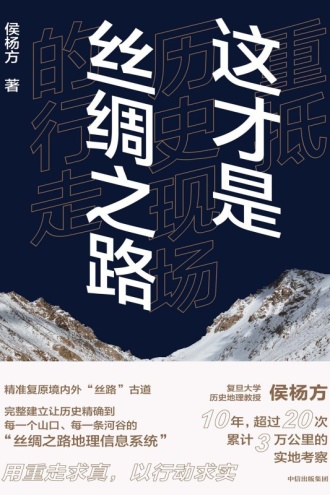 侯杨方 著
这才是
丝绸之路
重抵
历史现场
的行走
精准复原境内外“丝路”古道
完整建立让历史精确到
每一个山口、每一条河谷的
“丝绸之路地理信息系统”
复旦大学
历史地理教授
侯杨方
10年，超过20次
累计3万公里的
实地考察
用重走求真，以行动求实
中信出版集团